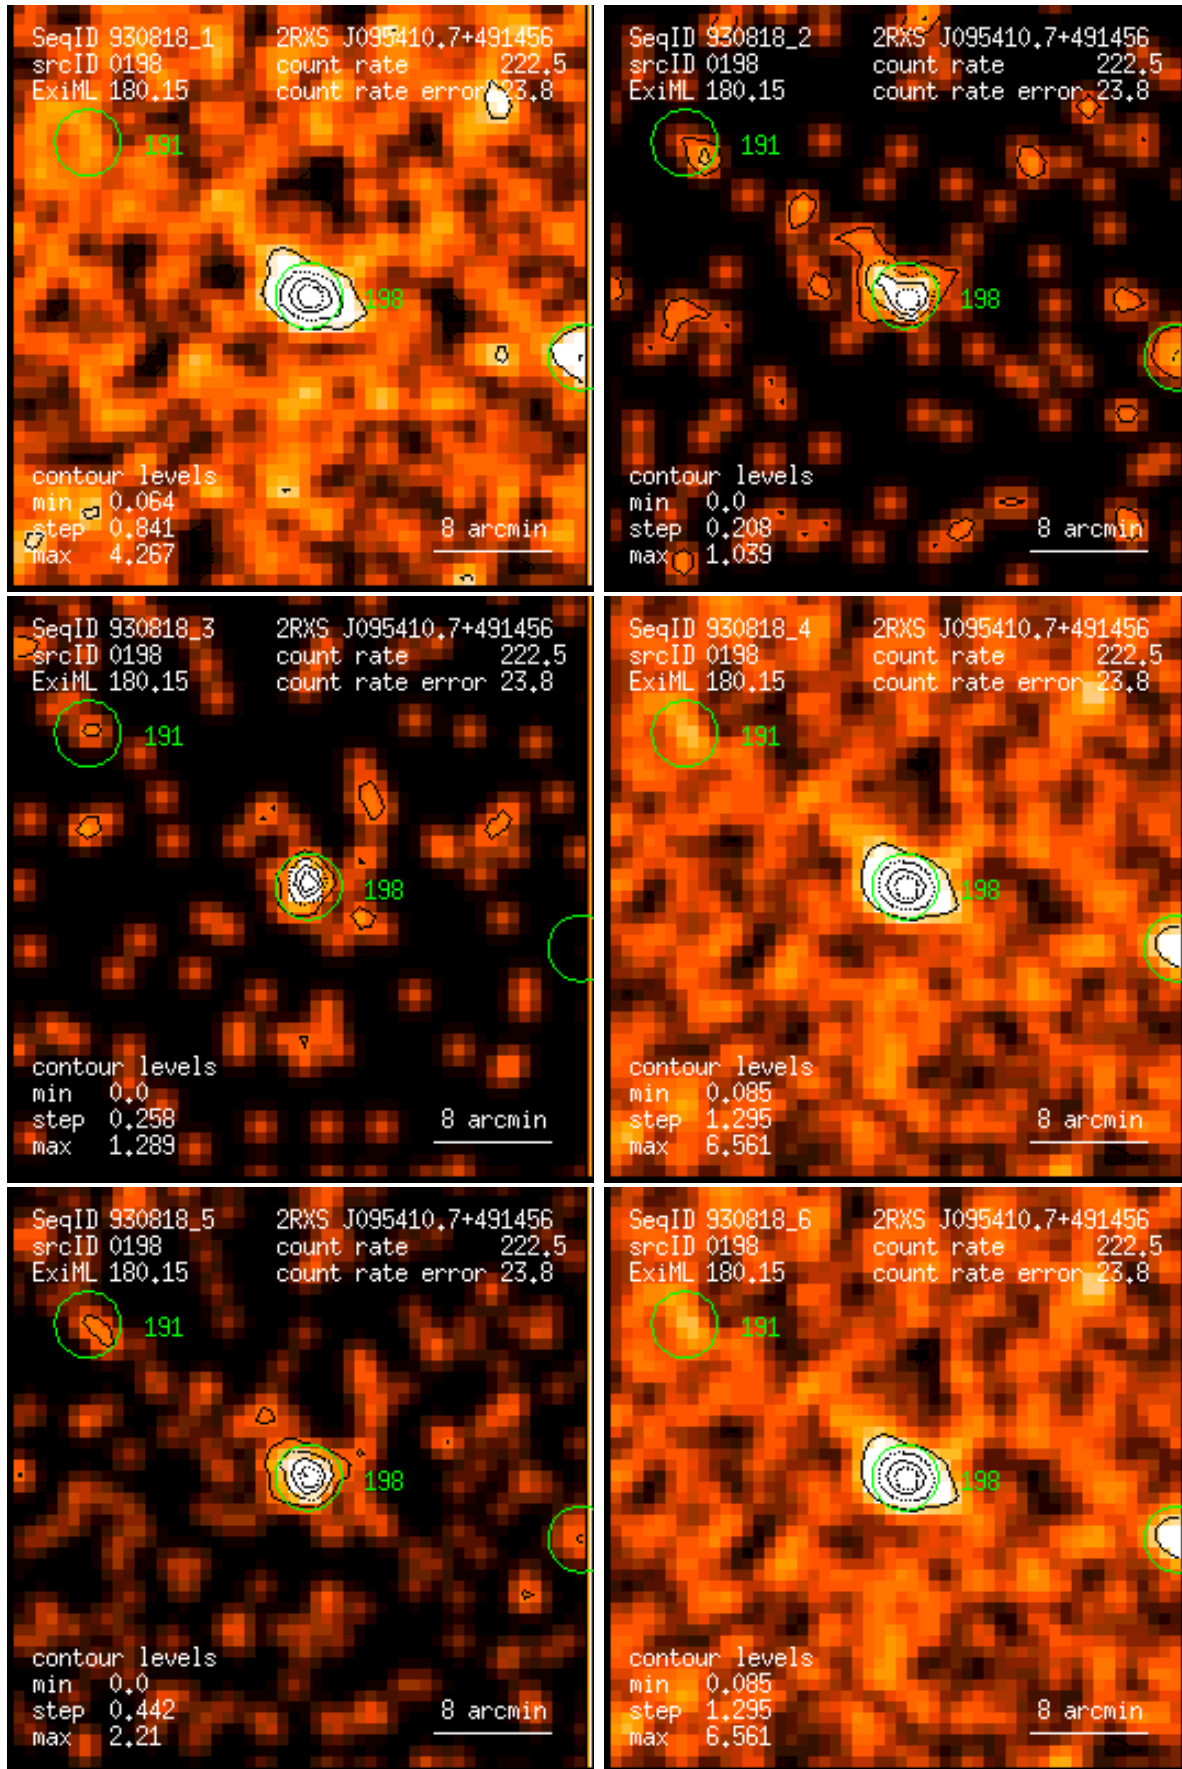 SeqID 930818_1 2RXS J095410.7+491456
srcID 0198 count rate 222.5
ExiML 180.15 count rate error 23.8
191
198
contour levels
min 0.064
step 0.841 8 arcmin
max 4.267
SeqID 930818_2 2RXS J095410.7+491456
srcID 0198 count rate 222.5
ExiML 180.15 count rate error 23.8
191
198
contour levels
min 0.0
step 0.208 8 arcmin
max 1.039
SeqID 930818_3 2RXS J095410.7+491456
srcID 0198 count rate 222.5
ExiML 180.15 count rate error 23.8
191
198
contour levels
min 0.0
step 0.258 8 arcmin
max 1.289
SeqID 930818_4 2RXS J095410.7+491456
srcID 0198 count rate 222.5
ExiML 180.15 count rate error 23.8
191
198
contour levels
min 0.085
step 1.295 8 arcmin
max 6.561
SeqID 930818_5 2RXS J095410.7+491456
srcID 0198 count rate 222.5
ExiML 180.15 count rate error 23.8
191
198
contour levels
min 0.0
step 0.442 8 arcmin
max 2.21
SeqID 930818_6 2RXS J095410.7+491456
srcID 0198 count rate 222.5
ExiML 180.15 count rate error 23.8
191
198
contour levels
min 0.085
step 1.295 8 arcmin
max 6.561